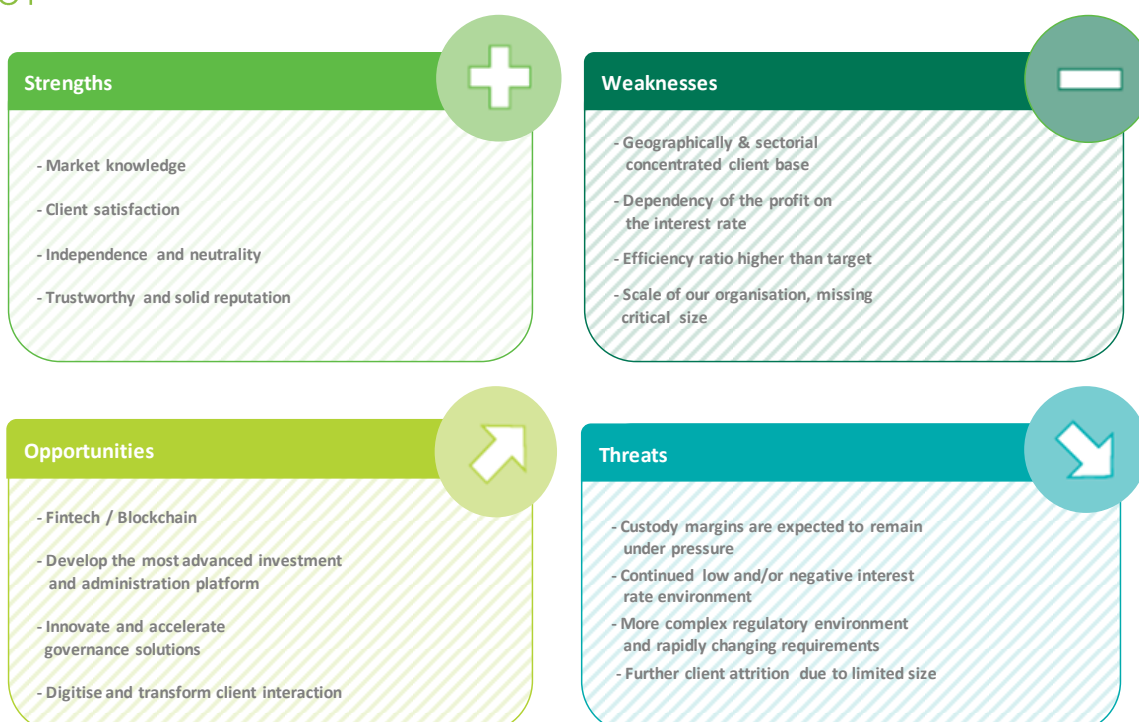 Strengths
- Market knowledge
- Client satisfaction
- Independence and neutrality
- Trustworthy and solid reputation
Weaknesses
- Geographically & sectorial
concentrated client base
- Dependency of the profit on
the interest rate
- Efficiency ratio higher than target
- Scale of our organisation, missing
critical size
Opportunities
- Fintech / Blockchain
- Develop the most advanced investment
and administration platform
- Innovate and accelerate
governance solutions
- Digitise and transform client interaction
Threats
- Custody margins are expected to remain
under pressure
- Continued low and/or negative interest
rate environment
- More complex regulatory environment
and rapidly changing requirements
- Further client attrition due to limited size